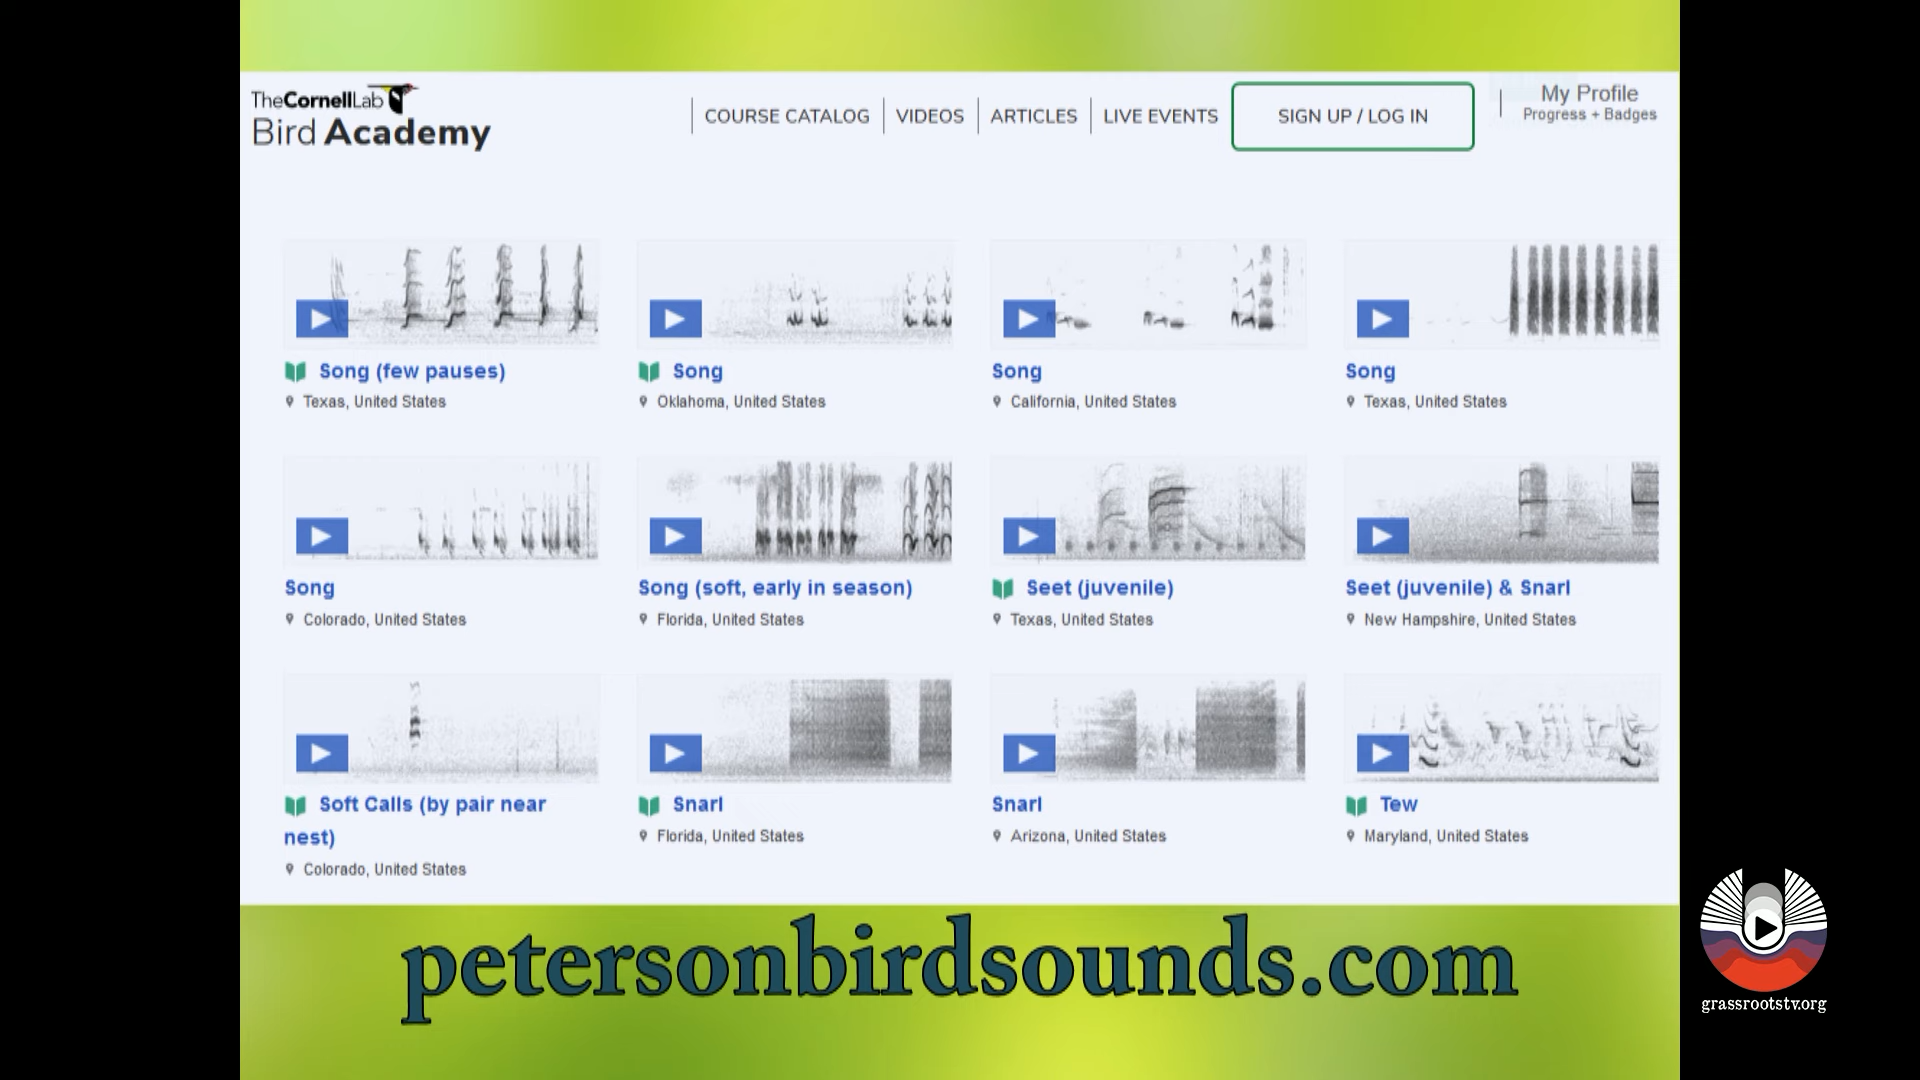 TheCornellLab
Bird Academy
COURSE CATALOG
VIDEOS
ARTICLES
LIVE EVENTS
SIGN UP / LOG IN
My Profile
Progress + Badges
Song (few pauses)
Texas, United States
Song
Oklahoma, United States
Song
California, United States
Song
Texas, United States
Song
Colorado, United States
Song (soft, early in season)
Florida, United States
Seet (juvenile)
Texas, United States
Seet (juvenile) & Snarl
New Hampshire, United States
Soft Calls (by pair near
nest)
Colorado, United States
Snarl
Florida, United States
Snarl
Arizona, United States
Tew
Maryland, United States
petersonbirdsounds.com
grassrootstv.org